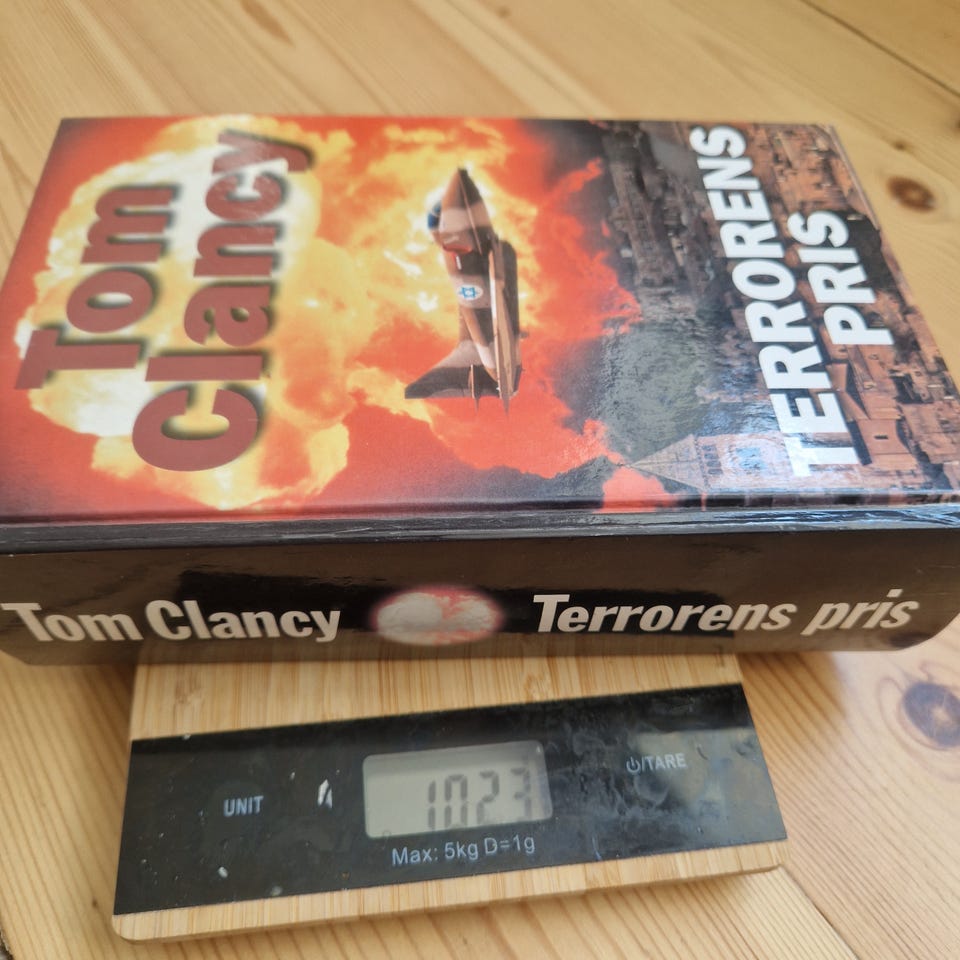 Tom
Clancy
TERRORENS
PRIS
Tom Clancy
Terrorens pris
1023
UNIT
⏻/TARE
Max: 5kg D=1g